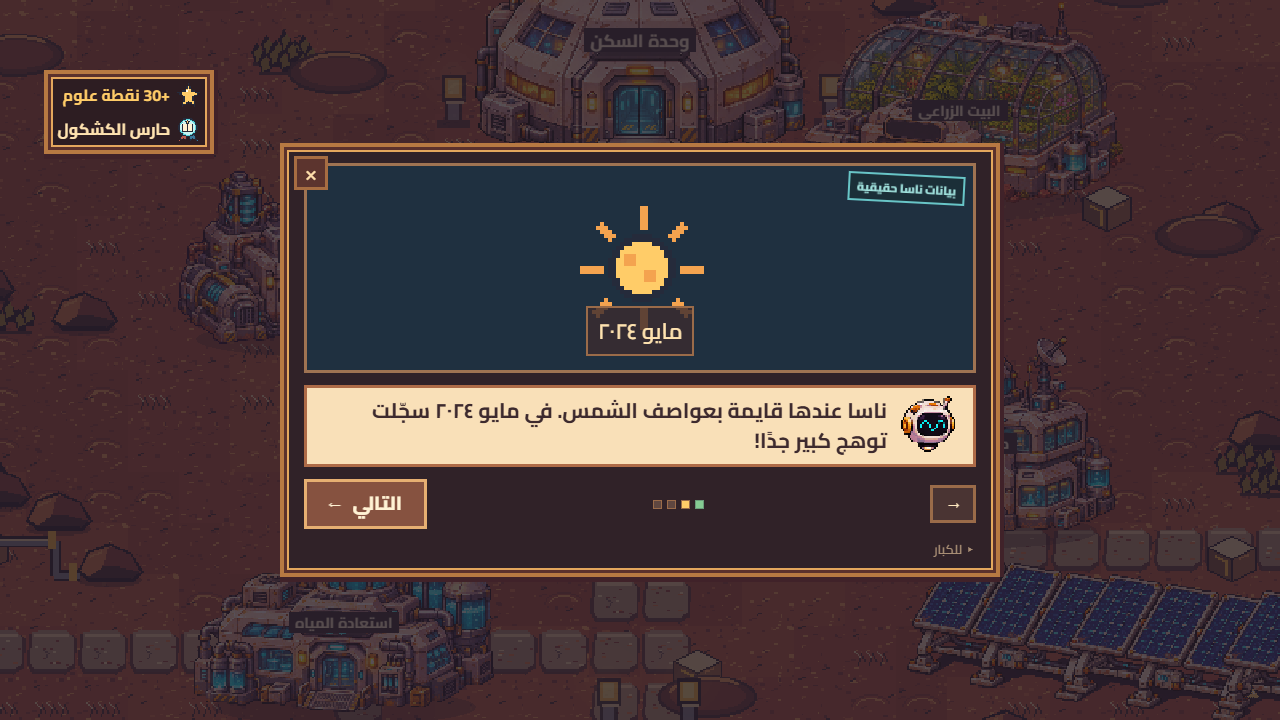 وحدة السكن
البيت الزراعي
+30 نقطة علوم
حارس الكشكول
×
بيانات ناسا حقيقية
مايو ٢٠٢٤
ناسا عندها قايمة بعواصف الشمس. في مايو ٢٠٢٤ سجّلت
توهج كبير جدًا!
→
التالي ←
‣ للكبار
استعادة المياه